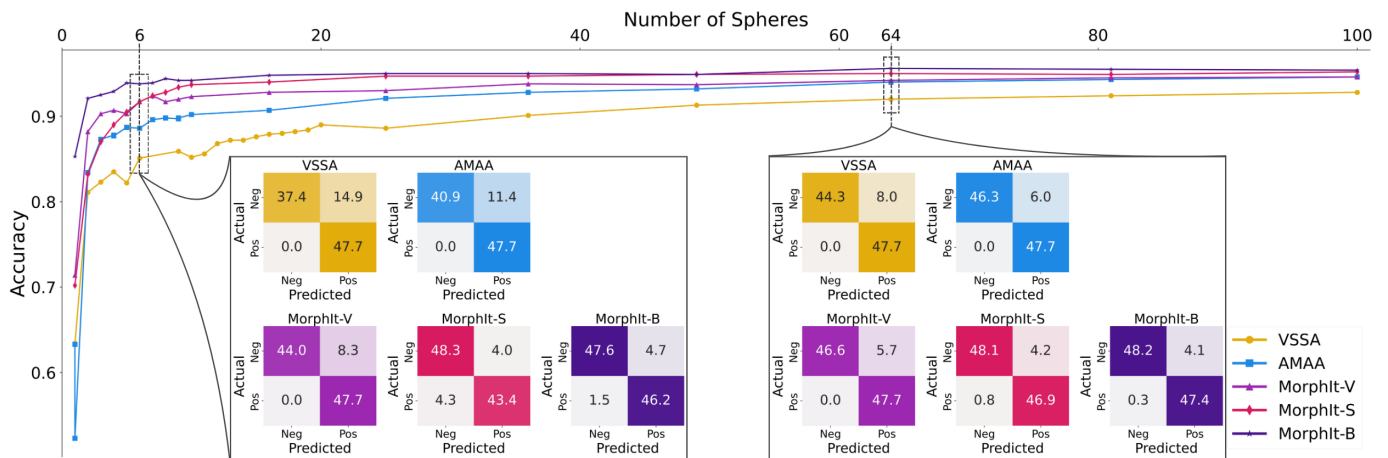 Number of Spheres
0 6 20 40 60 64 80 100
Accuracy
0.9
0.8
0.7
0.6
VSSA AMAA
Actual Neg 37.4 14.9 Actual Neg 40.9 11.4
Pos 0.0 47.7 Pos 0.0 47.7
Neg Pos Neg Pos
Predicted Predicted
MorphIt-V MorphIt-S MorphIt-B
Actual Neg 44.0 8.3 Actual Neg 48.3 4.0 Actual Neg 47.6 4.7
Pos 0.0 47.7 Pos 4.3 43.4 Pos 1.5 46.2
Neg Pos Neg Pos Neg Pos
Predicted Predicted Predicted
VSSA AMAA
Actual Neg 44.3 8.0 Actual Neg 46.3 6.0
Pos 0.0 47.7 Pos 0.0 47.7
Neg Pos Neg Pos
Predicted Predicted
MorphIt-V MorphIt-S MorphIt-B
Actual Neg 46.6 5.7 Actual Neg 48.1 4.2 Actual Neg 48.2 4.1
Pos 0.0 47.7 Pos 0.8 46.9 Pos 0.3 47.4
Neg Pos Neg Pos Neg Pos
Predicted Predicted Predicted
VSSA
AMAA
MorphIt-V
MorphIt-S
MorphIt-B